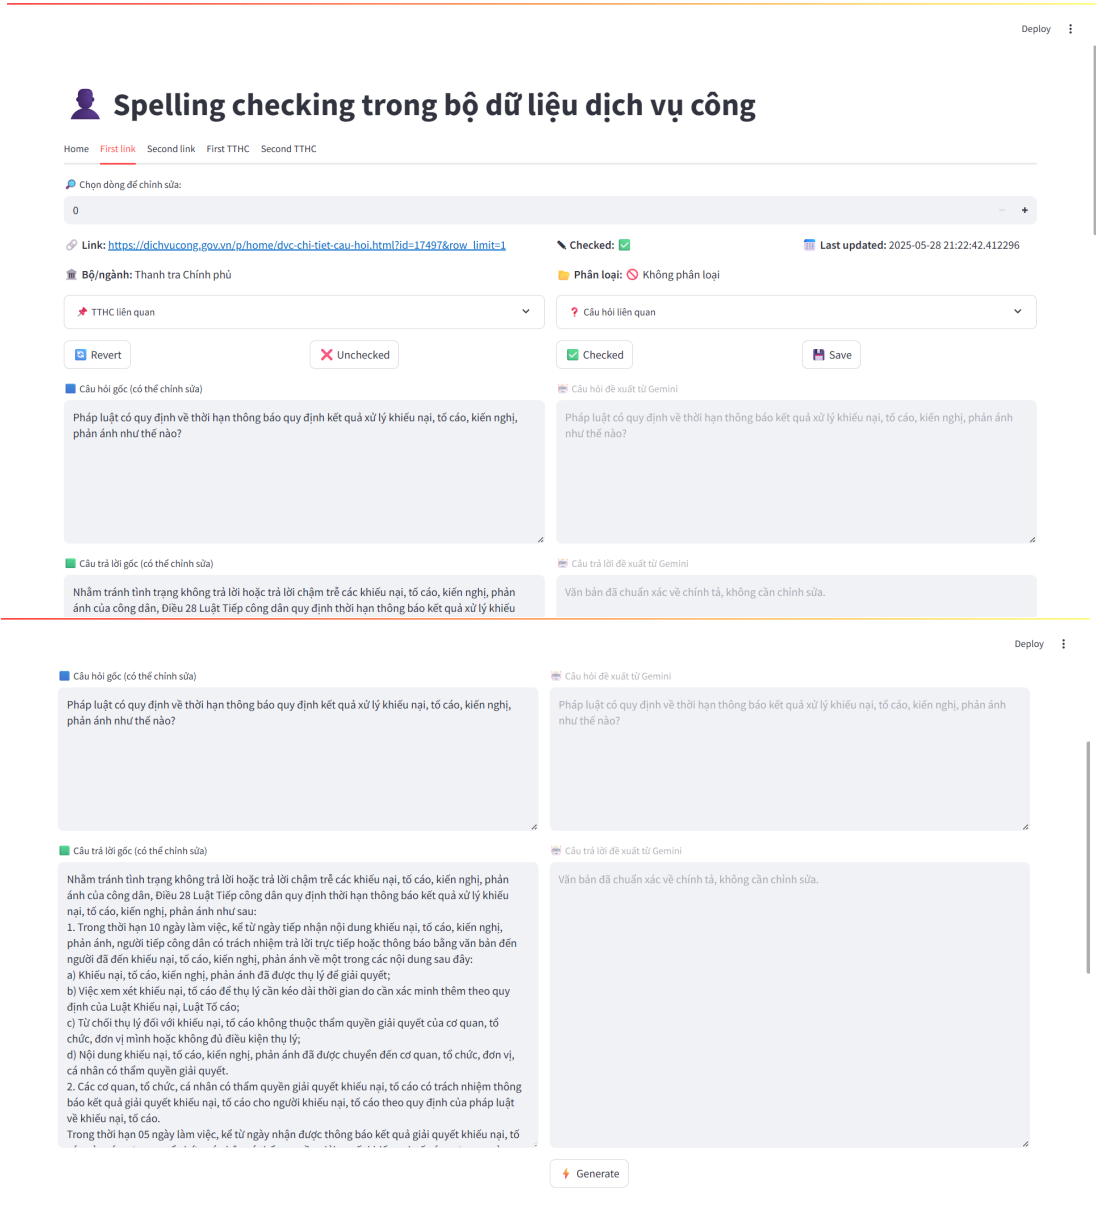 Deploy
Spelling checking trong bộ dữ liệu dịch vụ công
Home First link Second link First TTHC Second TTHC
Chọn dòng để chỉnh sửa:
0 − +
Link: https://dichvucong.gov.vn/p/home/dvc-chi-tiet-cau-hoi.html?id=17497&row_limit=1 Checked: Last updated: 2025-05-28 21:22:42.412296
Bộ/ngành: Thanh tra Chính phủ Phân loại: Không phân loại
TTHC liên quan Câu hỏi liên quan
Revert Unchecked Checked Save
Câu hỏi gốc (có thể chỉnh sửa)
Pháp luật có quy định về thời hạn thông báo quy định kết quả xử lý khiếu nại, tố cáo, kiến nghị,
phản ánh như thế nào?
Câu hỏi đề xuất từ Gemini
Pháp luật có quy định về thời hạn thông báo kết quả xử lý khiếu nại, tố cáo, kiến nghị, phản ánh
như thế nào?
Câu trả lời gốc (có thể chỉnh sửa)
Nhằm tránh tình trạng không trả lời hoặc trả lời chậm trễ các khiếu nại, tố cáo, kiến nghị, phản
ánh của công dân, Điều 28 Luật Tiếp công dân quy định thời hạn thông báo kết quả xử lý khiếu
Câu trả lời đề xuất từ Gemini
Văn bản đã chuẩn xác về chính tả, không cần chỉnh sửa.
Deploy
Câu hỏi gốc (có thể chỉnh sửa)
Pháp luật có quy định về thời hạn thông báo quy định kết quả xử lý khiếu nại, tố cáo, kiến nghị,
phản ánh như thế nào?
Câu hỏi đề xuất từ Gemini
Pháp luật có quy định về thời hạn thông báo kết quả xử lý khiếu nại, tố cáo, kiến nghị, phản ánh
như thế nào?
Câu trả lời gốc (có thể chỉnh sửa)
Nhằm tránh tình trạng không trả lời hoặc trả lời chậm trễ các khiếu nại, tố cáo, kiến nghị, phản
ánh của công dân, Điều 28 Luật Tiếp công dân quy định thời hạn thông báo kết quả xử lý khiếu
nại, tố cáo, kiến nghị, phản ánh như sau:
1. Trong thời hạn 10 ngày làm việc, kể từ ngày tiếp nhận nội dung khiếu nại, tố cáo, kiến nghị,
phản ánh, người tiếp công dân có trách nhiệm trả lời trực tiếp hoặc thông báo bằng văn bản đến
người đã đến khiếu nại, tố cáo, kiến nghị, phản ánh về một trong các nội dung sau đây:
a) Khiếu nại, tố cáo, kiến nghị, phản ánh đã được thụ lý để giải quyết;
b) Việc xem xét khiếu nại, tố cáo để thụ lý cần kéo dài thời gian do cần xác minh thêm theo quy
định của Luật Khiếu nại, Luật Tố cáo;
c) Từ chối thụ lý đối với khiếu nại, tố cáo không thuộc thẩm quyền giải quyết của cơ quan, tổ
chức, đơn vị mình hoặc không đủ điều kiện thụ lý;
d) Nội dung khiếu nại, tố cáo, kiến nghị, phản ánh đã được chuyển đến cơ quan, tổ chức, đơn vị,
cá nhân có thẩm quyền giải quyết.
2. Các cơ quan, tổ chức, cá nhân có thẩm quyền giải quyết khiếu nại, tố cáo có trách nhiệm thông
báo kết quả giải quyết khiếu nại, tố cáo cho người khiếu nại, tố cáo theo quy định của pháp luật
về khiếu nại, tố cáo.
Trong thời hạn 05 ngày làm việc, kể từ ngày nhận được thông báo kết quả giải quyết khiếu nại, tố
Câu trả lời đề xuất từ Gemini
Văn bản đã chuẩn xác về chính tả, không cần chỉnh sửa.
Generate